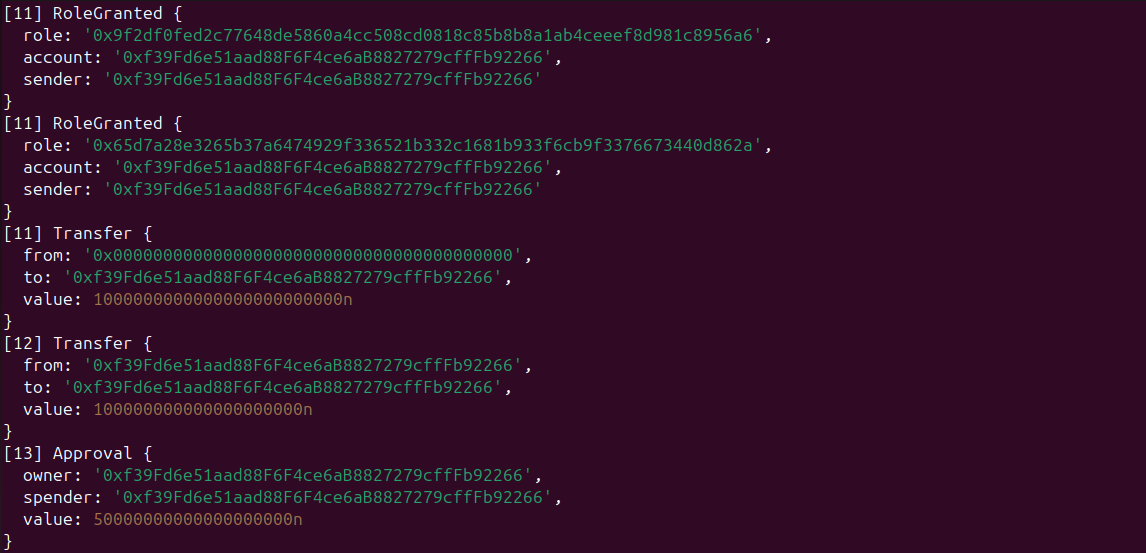 [11] RoleGranted {
role: '0x9f2df0fed2c77648de5860a4cc508cd0818c85b8b8a1ab4ceeef8d981c8956a6',
account: '0xf39Fd6e51aad88F6F4ce6aB8827279cffFb92266',
sender: '0xf39Fd6e51aad88F6F4ce6aB8827279cffFb92266'
}
[11] RoleGranted {
role: '0x65d7a28e3265b37a6474929f336521b332c1681b933f6cb9f3376673440d862a',
account: '0xf39Fd6e51aad88F6F4ce6aB8827279cffFb92266',
sender: '0xf39Fd6e51aad88F6F4ce6aB8827279cffFb92266'
}
[11] Transfer {
from: '0x0000000000000000000000000000000000000000',
to: '0xf39Fd6e51aad88F6F4ce6aB8827279cffFb92266',
value: 1000000000000000000000000n
}
[12] Transfer {
from: '0xf39Fd6e51aad88F6F4ce6aB8827279cffFb92266',
to: '0xf39Fd6e51aad88F6F4ce6aB8827279cffFb92266',
value: 100000000000000000000n
}
[13] Approval {
owner: '0xf39Fd6e51aad88F6F4ce6aB8827279cffFb92266',
spender: '0xf39Fd6e51aad88F6F4ce6aB8827279cffFb92266',
value: 50000000000000000000n
}